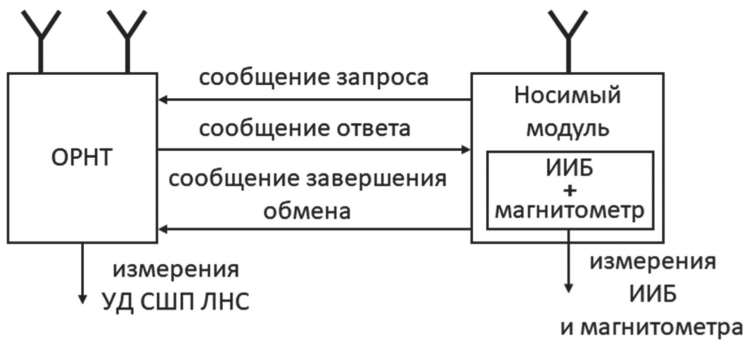 сообщение запроса
сообщение ответа
сообщение завершения
обмена
ОРНТ
Носимый
модуль
ИИБ
+
магнитометр
измерения
УД СШП ЛНС
измерения
ИИБ
и магнитометра